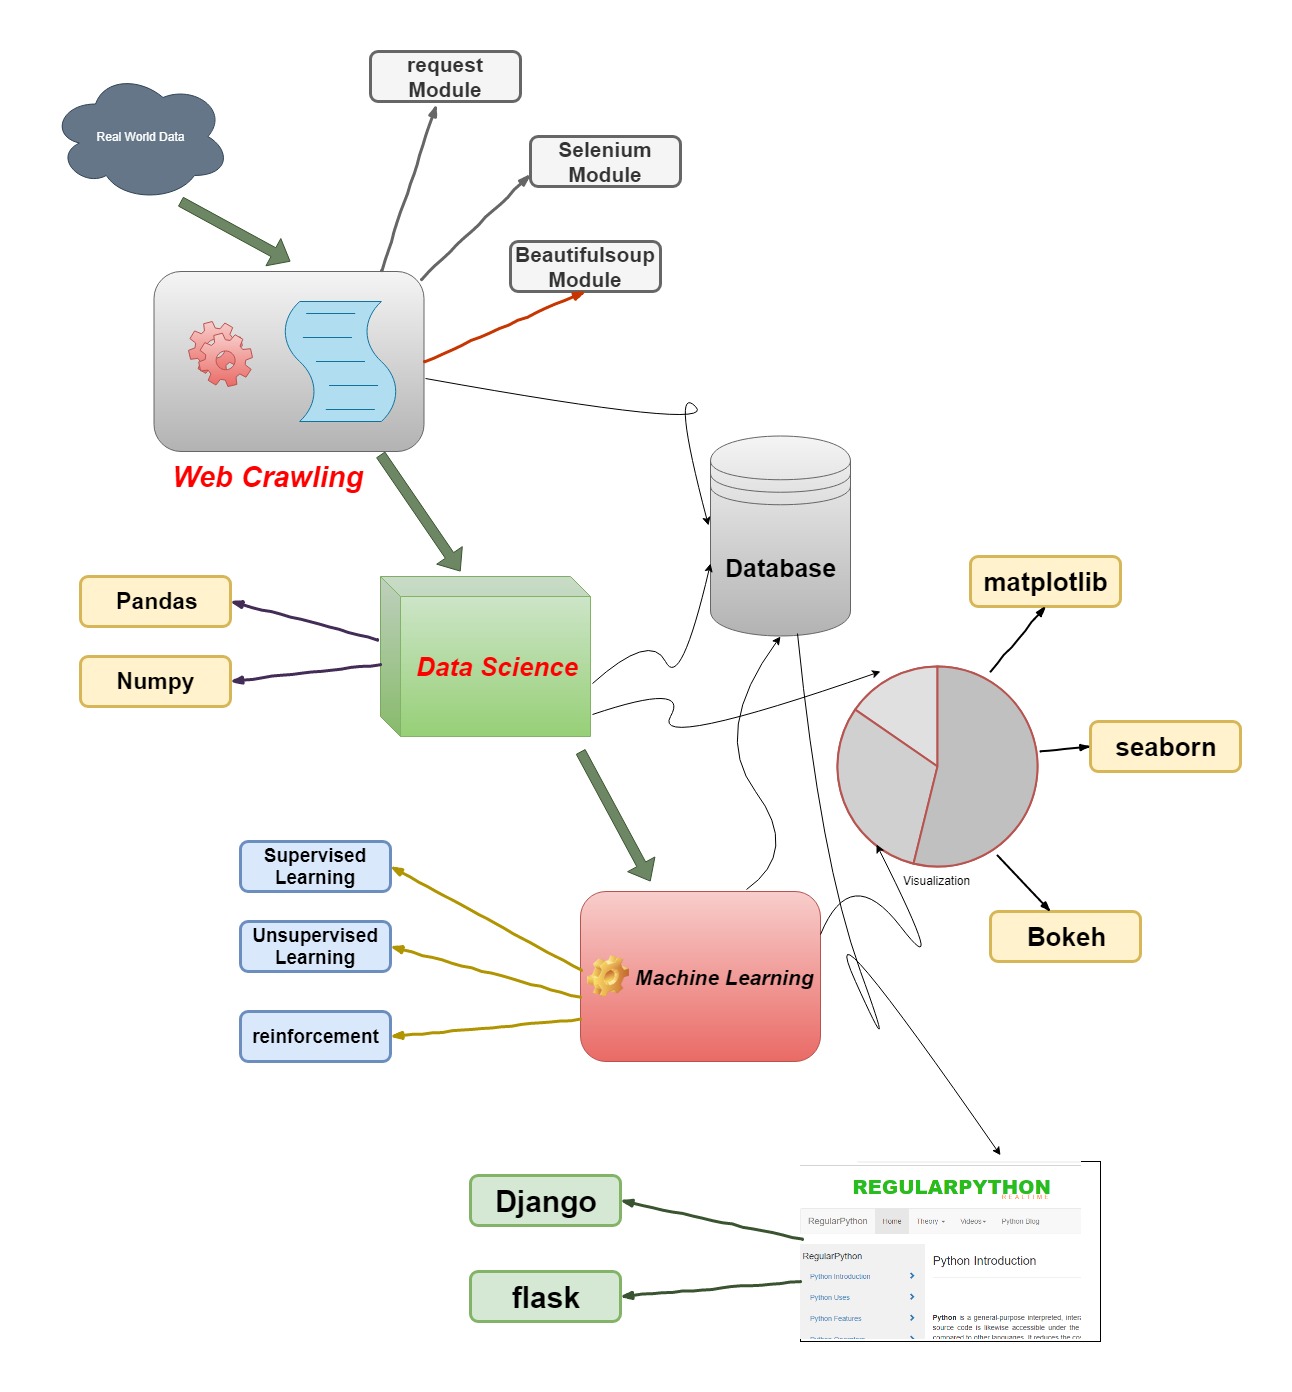 request
Module
Real World Data
Selenium
Module
Beautifulsoup
Module
Web Crawling
Database
matplotlib
Pandas
Data Science
Numpy
seaborn
Supervised
Learning
Visualization
Unsupervised
Learning
Bokeh
Machine Learning
reinforcement
REGULARPYTHON
REALTIME
Django
RegularPython Home Theory Videos Python Blog
RegularPython
Python Introduction
Python Introduction
flask
Python Uses
Python Features
Python is a general-purpose interpreted, inter
source code is likewise accessible under the
compared to other languages. It reduces the